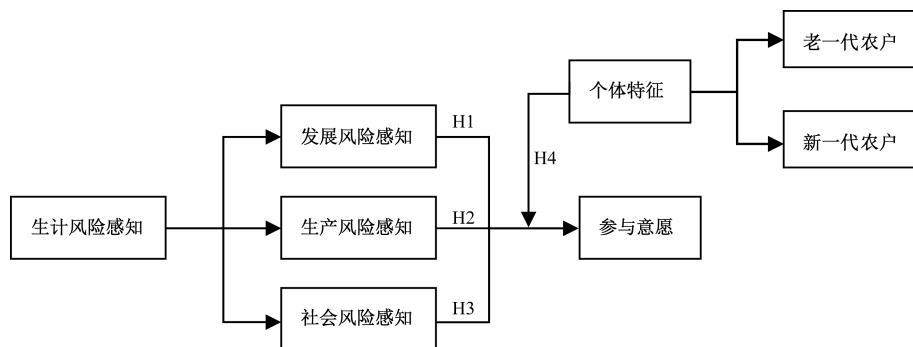 老一代农户
个体特征
新一代农户
发展风险感知
H1
H4
生计风险感知
生产风险感知
H2
参与意愿
社会风险感知
H3